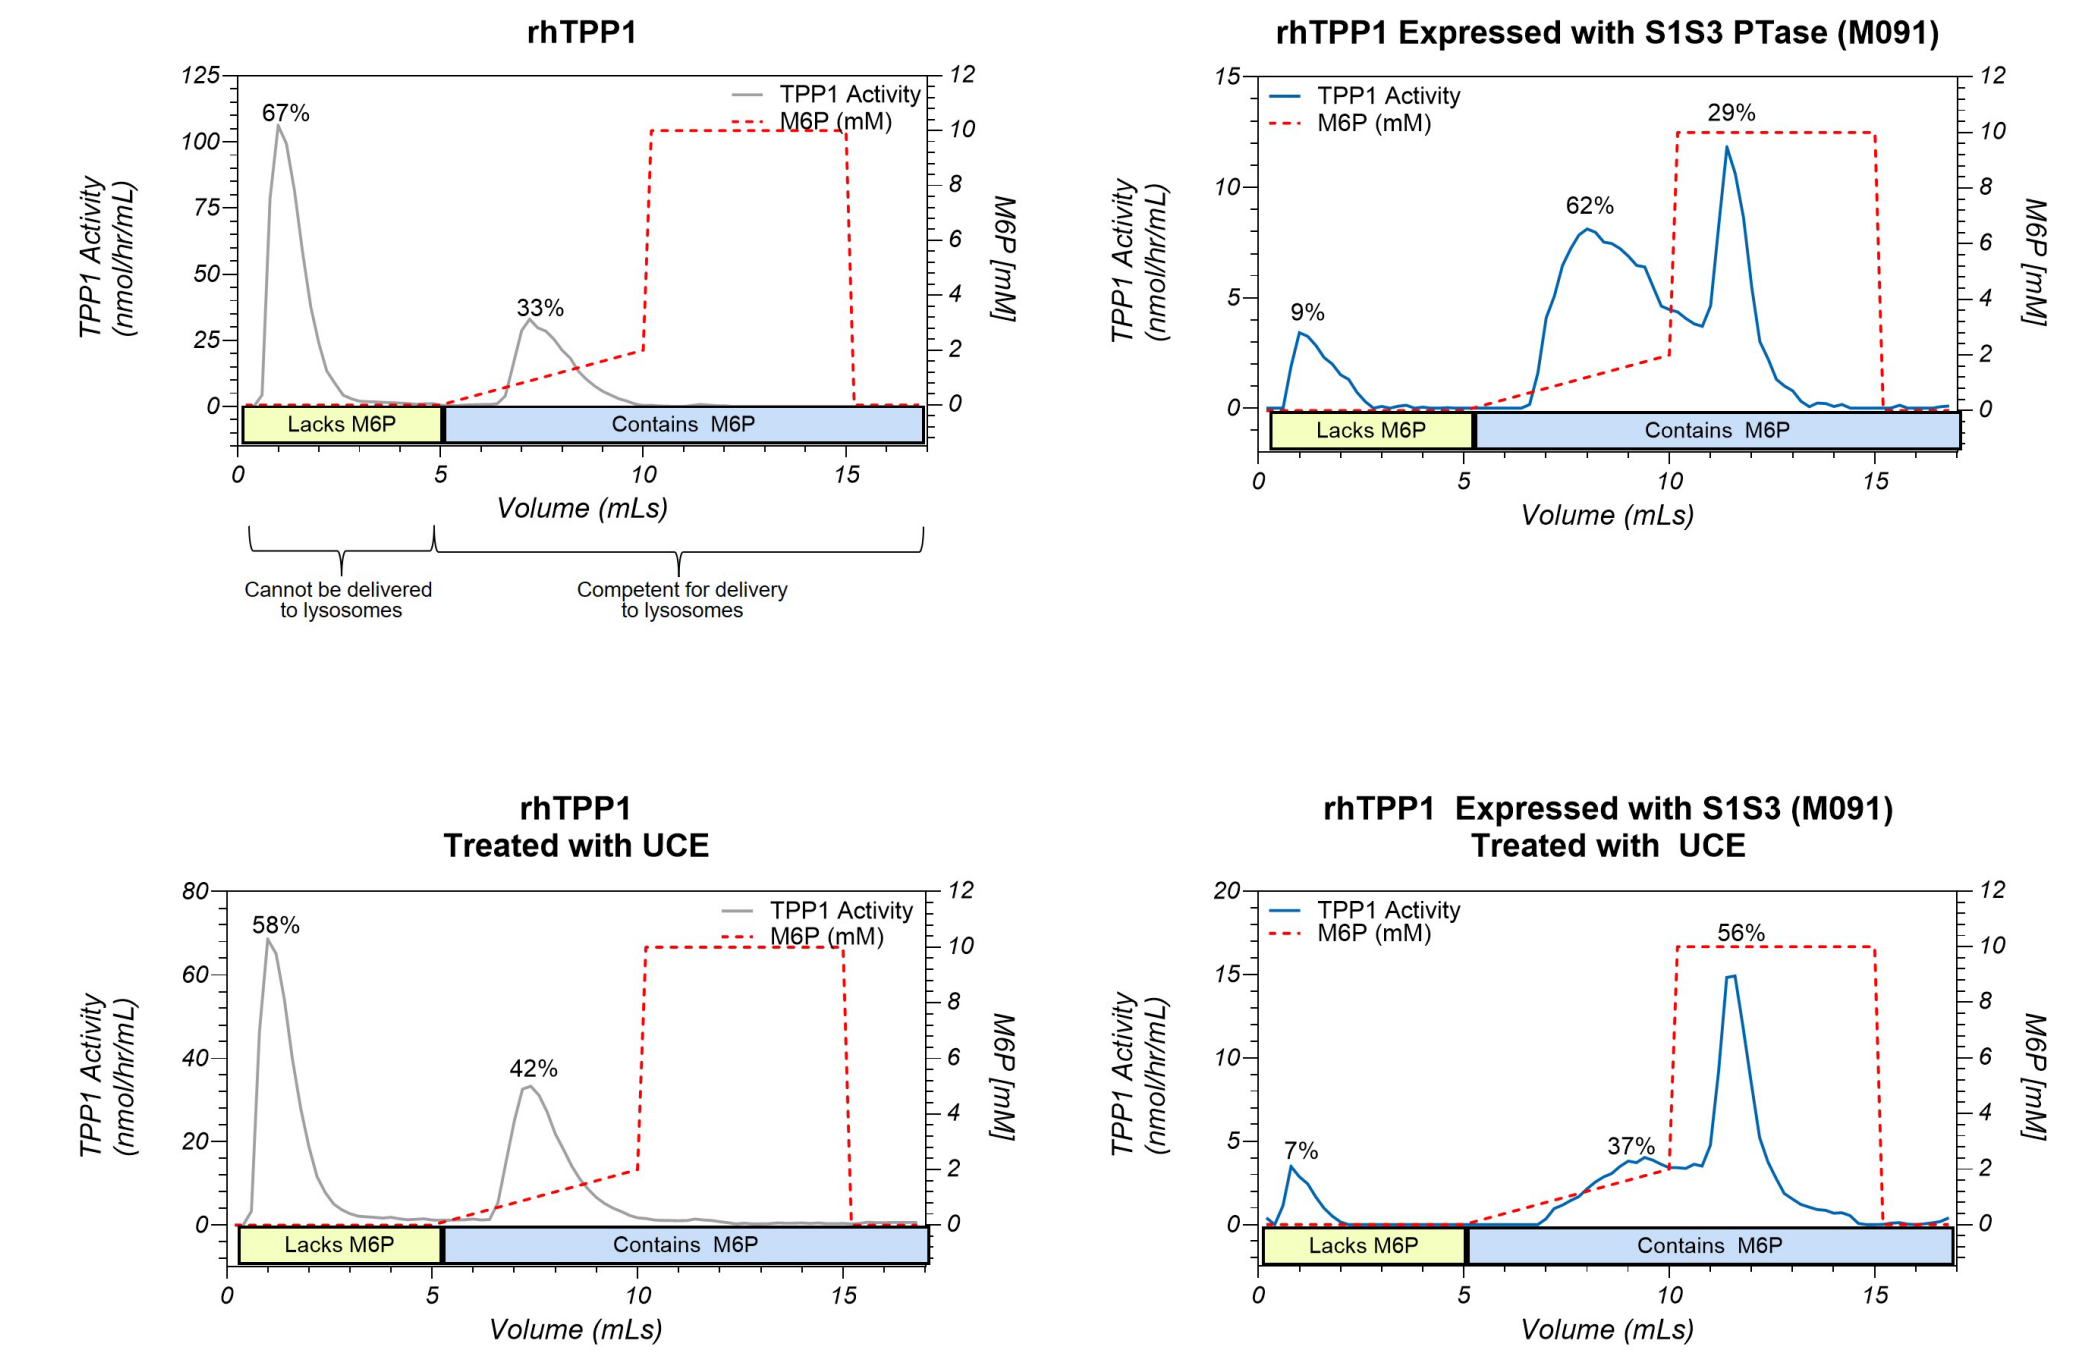 rhTPP1
125
100
75
50
25
0
TPP1 Activity
(nmol/hr/mL)
67%
33%
TPP1 Activity
M6P (mM)
12
10
8
6
4
2
0
M6P [mM]
Lacks M6P
Contains M6P
0
5
10
15
Volume (mLs)
Cannot be delivered
to lysosomes
Competent for delivery
to lysosomes
rhTPP1 Expressed with S1S3 PTase (M091)
15
10
5
0
TPP1 Activity
(nmol/hr/mL)
TPP1 Activity
M6P (mM)
9%
62%
29%
12
10
8
6
4
2
0
M6P [mM]
Lacks M6P
Contains M6P
0
5
10
15
Volume (mLs)
rhTPP1
Treated with UCE
80
60
40
20
0
TPP1 Activity
(nmol/hr/mL)
58%
42%
TPP1 Activity
M6P (mM)
12
10
8
6
4
2
0
M6P [mM]
Lacks M6P
Contains M6P
0
5
10
15
Volume (mLs)
rhTPP1 Expressed with S1S3 (M091)
Treated with UCE
20
15
10
5
0
TPP1 Activity
(nmol/hr/mL)
TPP1 Activity
M6P (mM)
7%
37%
56%
12
10
8
6
4
2
0
M6P [mM]
Lacks M6P
Contains M6P
0
5
10
15
Volume (mLs)